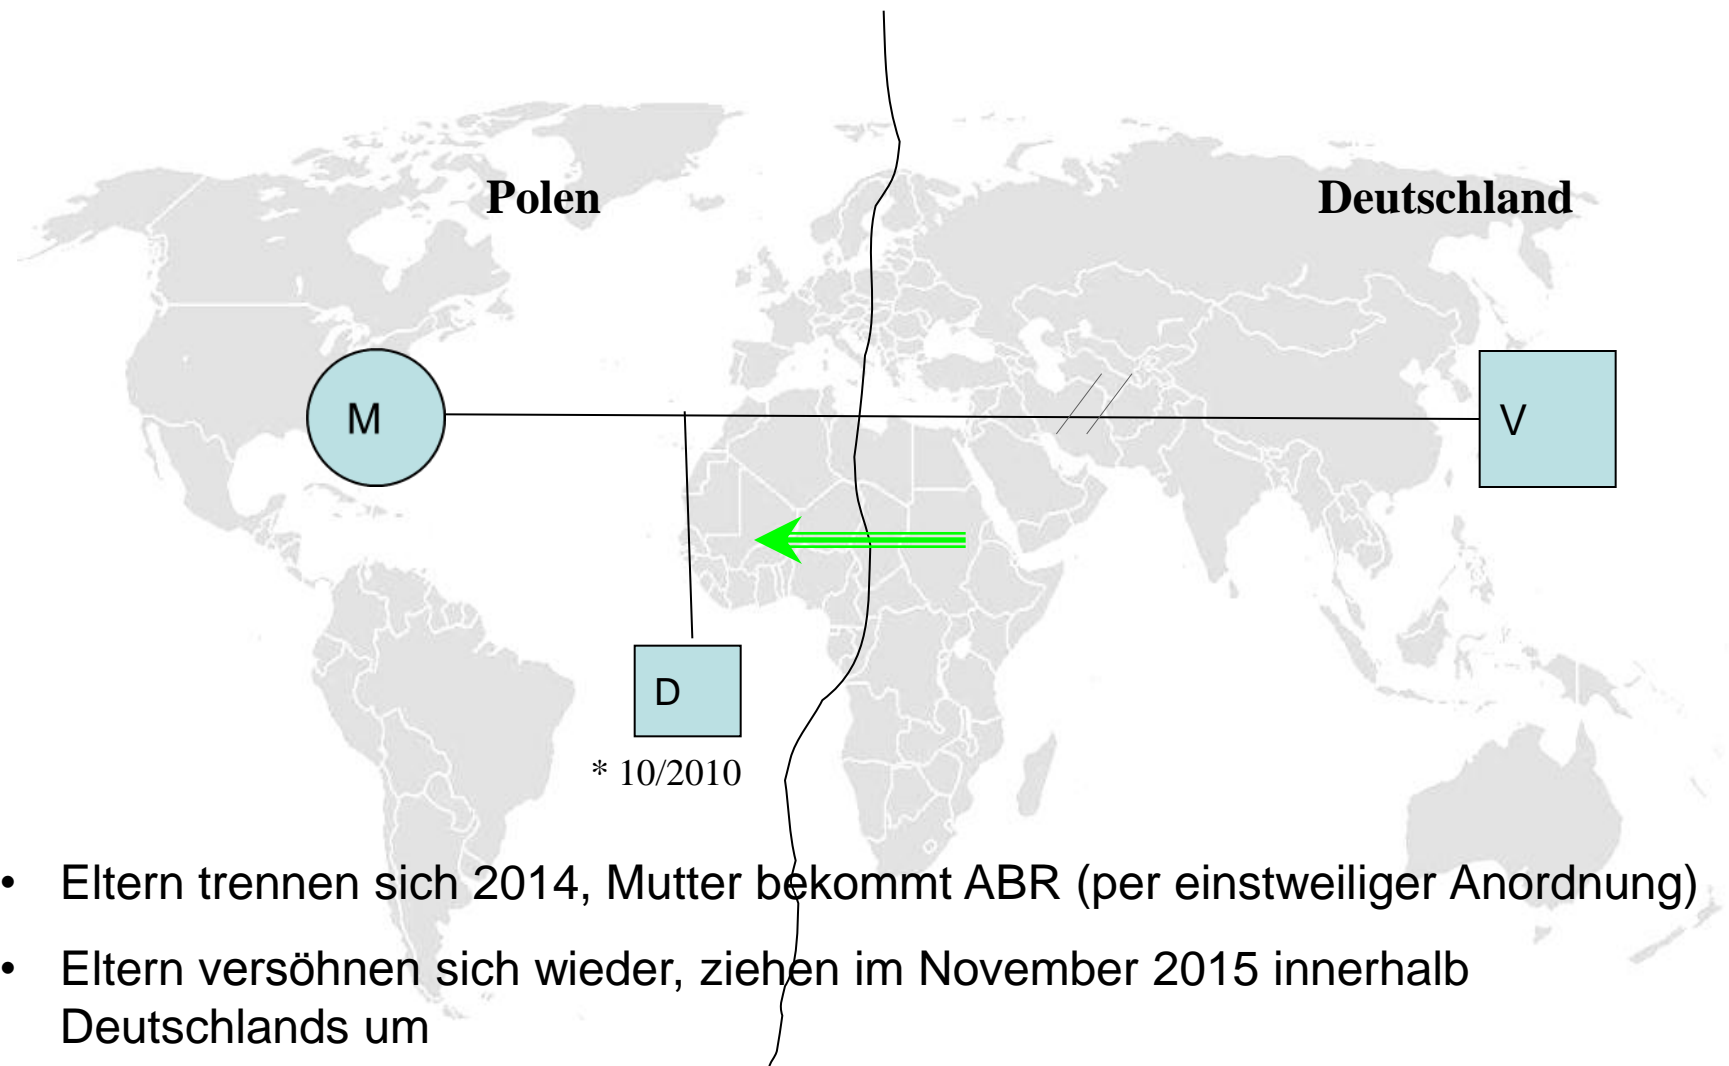 Polen
Deutschland
M
V
D
* 10/2010
• Eltern trennen sich 2014, Mutter bekommt ABR (per einstweiliger Anordnung)
• Eltern versöhnen sich wieder, ziehen im November 2015 innerhalb
Deutschlands um